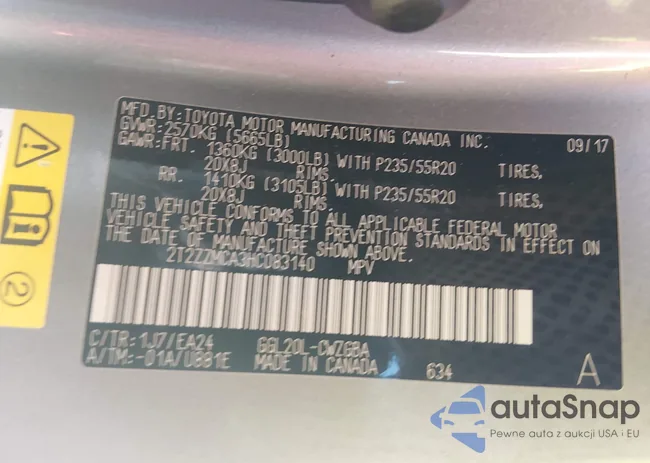 MFD. BY: TOYOTA MOTOR MANUFACTURING CANADA INC. 09/17
GVWR: 2570KG (5665LB)
GAWR: FRT. 1360KG (3000LB) WITH P235/55R20 TIRES,
20X8J RIMS.
RR. 1410KG (3105LB) WITH P235/55R20 TIRES,
20X8J RIMS.
THIS VEHICLE CONFORMS TO ALL APPLICABLE FEDERAL MOTOR
VEHICLE SAFETY AND THEFT PREVENTION STANDARDS IN EFFECT ON
THE DATE OF MANUFACTURE SHOWN ABOVE.
2T2ZZMCA3HC083140 MPV
2
C/TR: 1J7/EA24 GGL20L-CWZGBA
A/TM: -01A/U881E MADE IN CANADA 634 A
autaSnap
Pewne auta z aukcji USA i EU